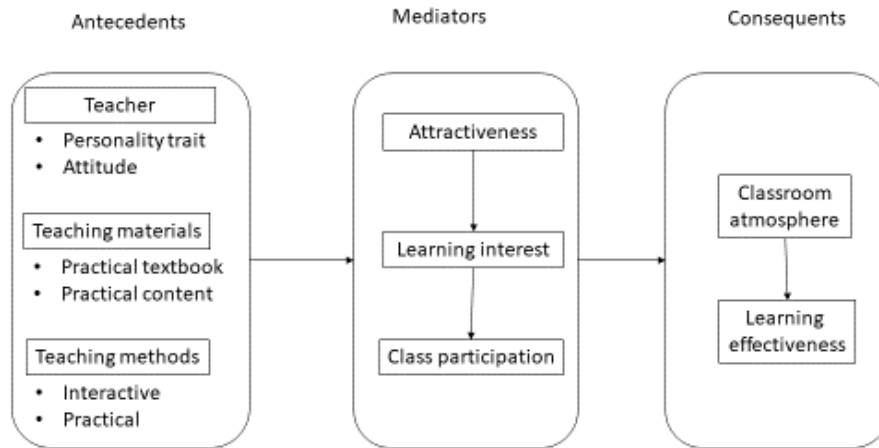 Antecedents
Mediators
Consequents
Teacher
• Personality trait
• Attitude
Teaching materials
• Practical textbook
• Practical content
Teaching methods
• Interactive
• Practical
Attractiveness
Learning interest
Class participation
Classroom
atmosphere
Learning
effectiveness